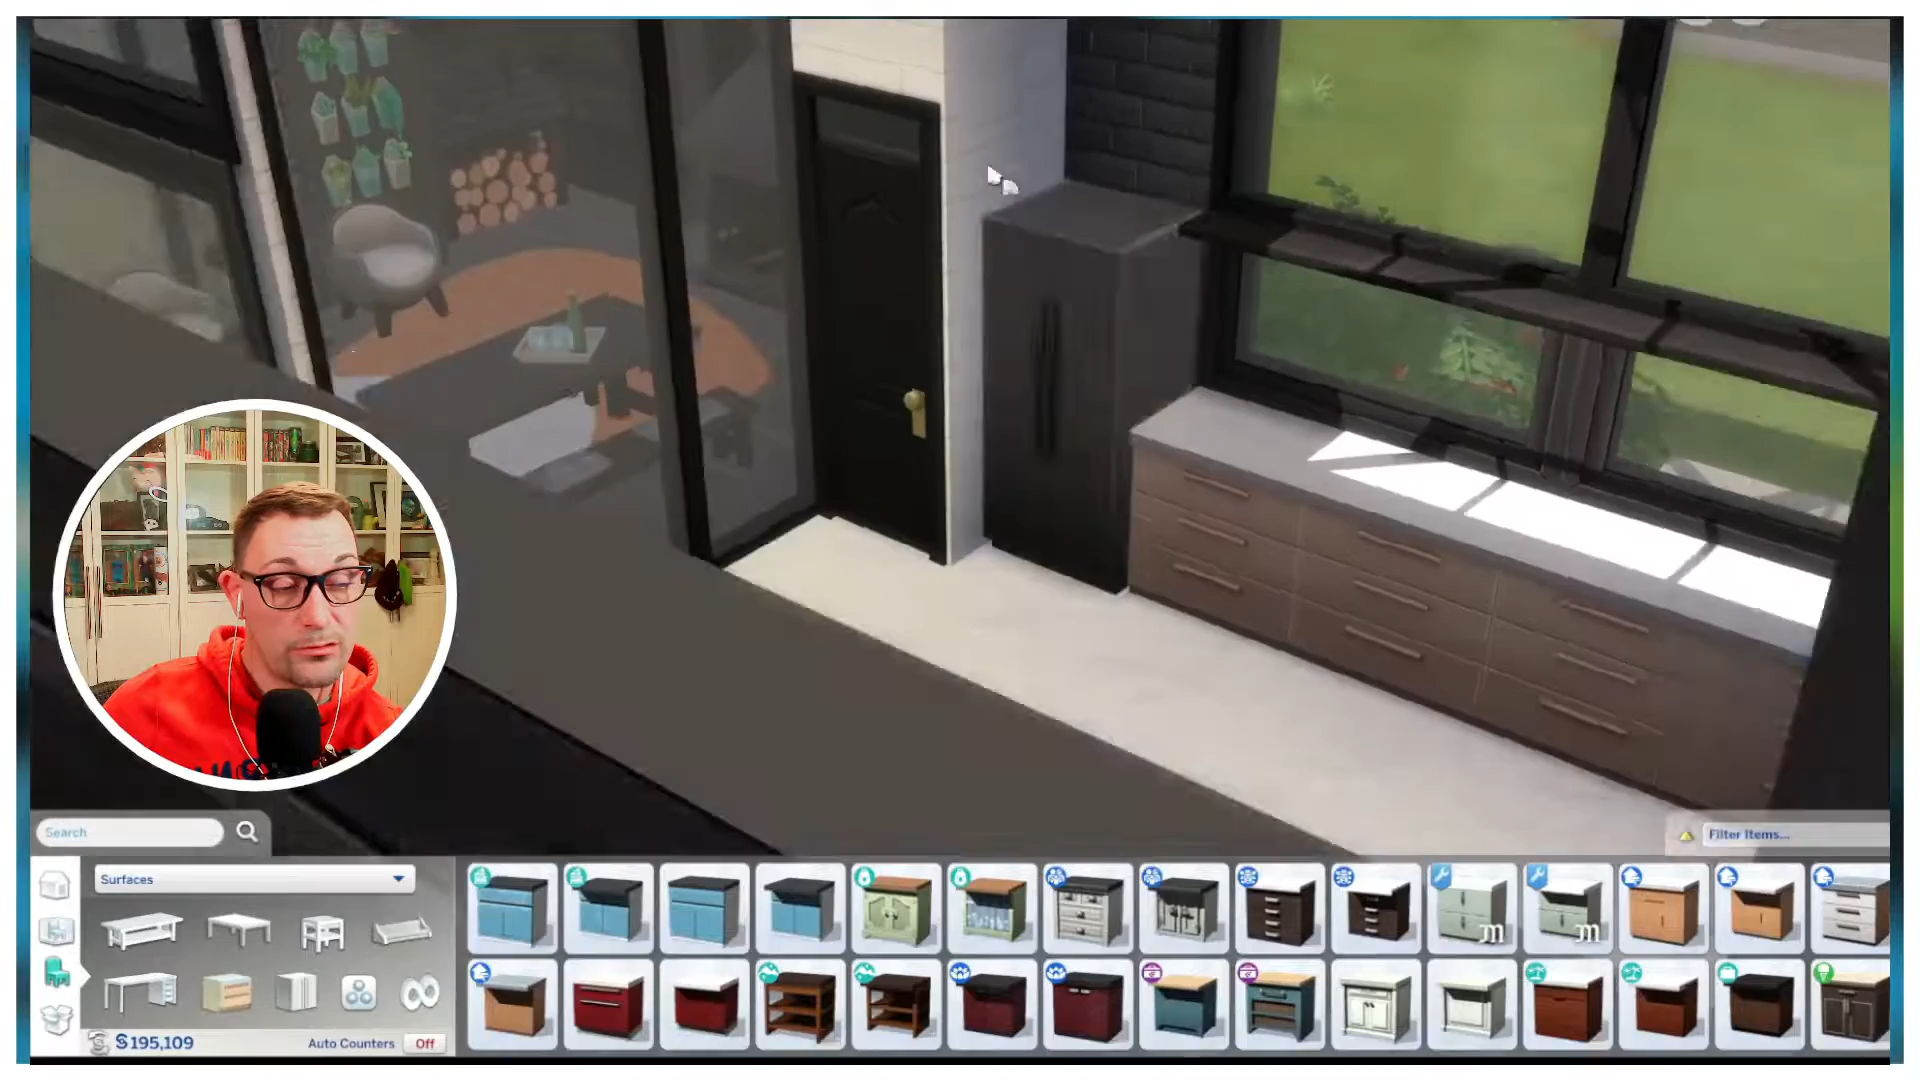 Search
Filter Items...
Surfaces
§195,109
Auto Counters
Off